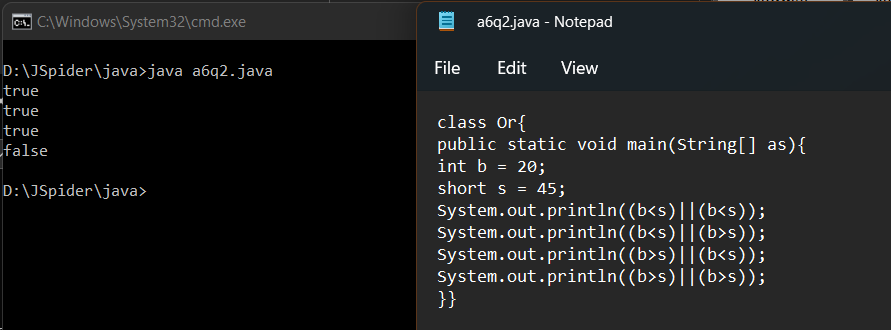 C:\Windows\System32\cmd.exe
D:\JSpider\java>java a6q2.java
true
true
true
false
D:\JSpider\java>
a6q2.java - Notepad
File Edit View
class Or{
public static void main(String[] as){
int b = 20;
short s = 45;
System.out.println((b<s)||(b<s));
System.out.println((b<s)||(b>s));
System.out.println((b>s)||(b<s));
System.out.println((b>s)||(b>s));
}}